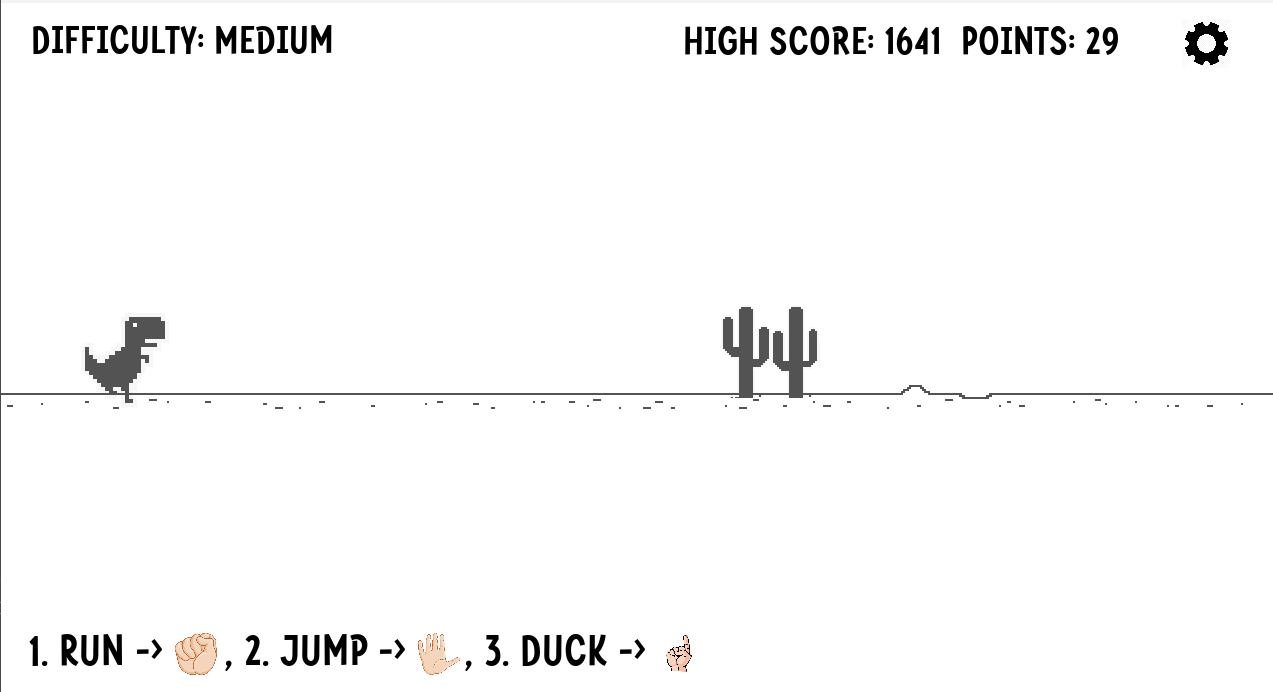 DIFFICULTY: MEDIUM HIGH SCORE: 1641 POINTS: 29
1. RUN -> , 2. JUMP -> , 3. DUCK ->